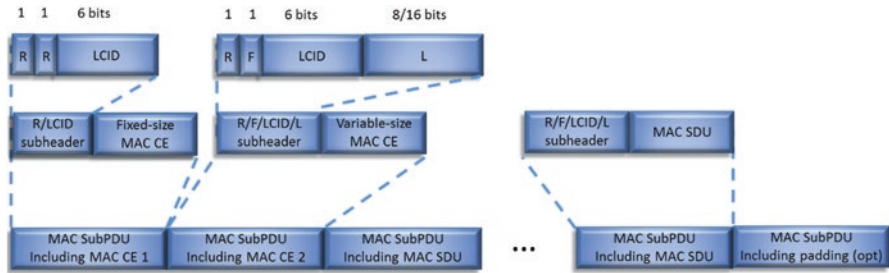 1 1 6 bits 1 1 6 bits 8/16 bits
R R LCID R F LCID L
R/LCID subheader
Fixed-size MAC CE
R/F/LCID/L subheader
Variable-size MAC CE
R/F/LCID/L subheader
MAC SDU
MAC SubPDU Including MAC CE 1
MAC SubPDU Including MAC CE 2
MAC SubPDU Including MAC SDU
...
MAC SubPDU Including MAC SDU
MAC SubPDU Including padding (opt)